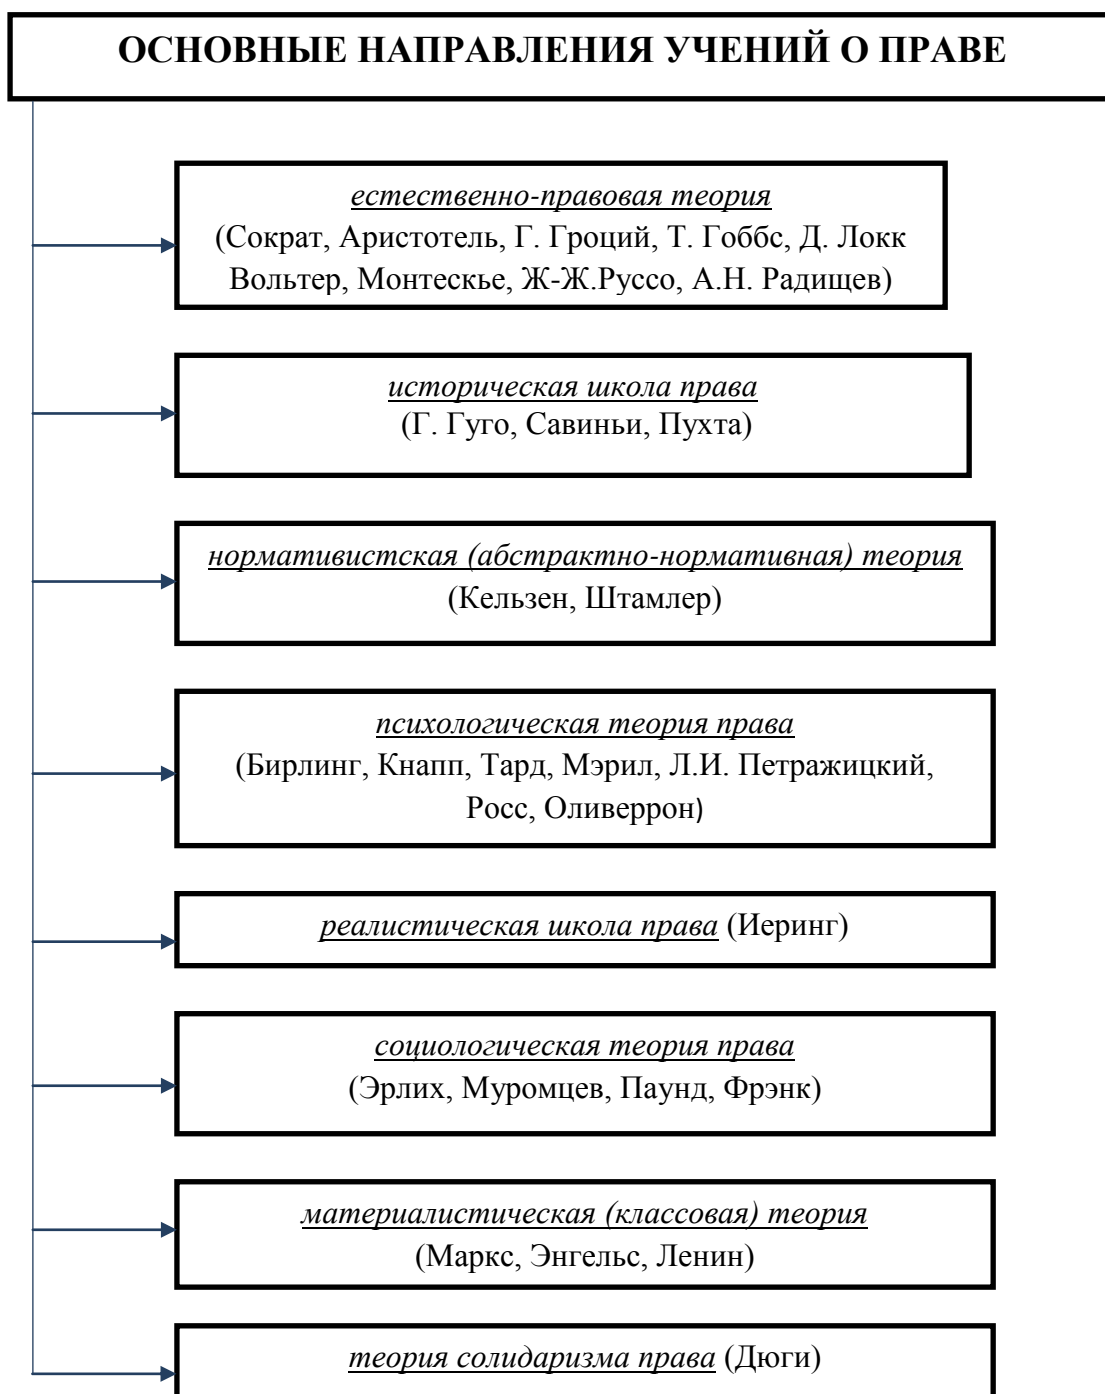 ОСНОВНЫЕ НАПРАВЛЕНИЯ УЧЕНИЙ О ПРАВЕ
естественно-правовая теория
(Сократ, Аристотель, Г. Гроций, Т. Гоббс, Д. Локк
Вольтер, Монтескье, Ж-Ж.Руссо, А.Н. Радищев)
историческая школа права
(Г. Гуго, Савиньи, Пухта)
нормативистская (абстрактно-нормативная) теория
(Кельзен, Штамлер)
психологическая теория права
(Бирлинг, Кнапп, Тард, Мэрил, Л.И. Петражицкий,
Росс, Оливеррон)
реалистическая школа права (Иеринг)
социологическая теория права
(Эрлих, Муромцев, Паунд, Фрэнк)
материалистическая (классовая) теория
(Маркс, Энгельс, Ленин)
теория солидаризма права (Дюги)